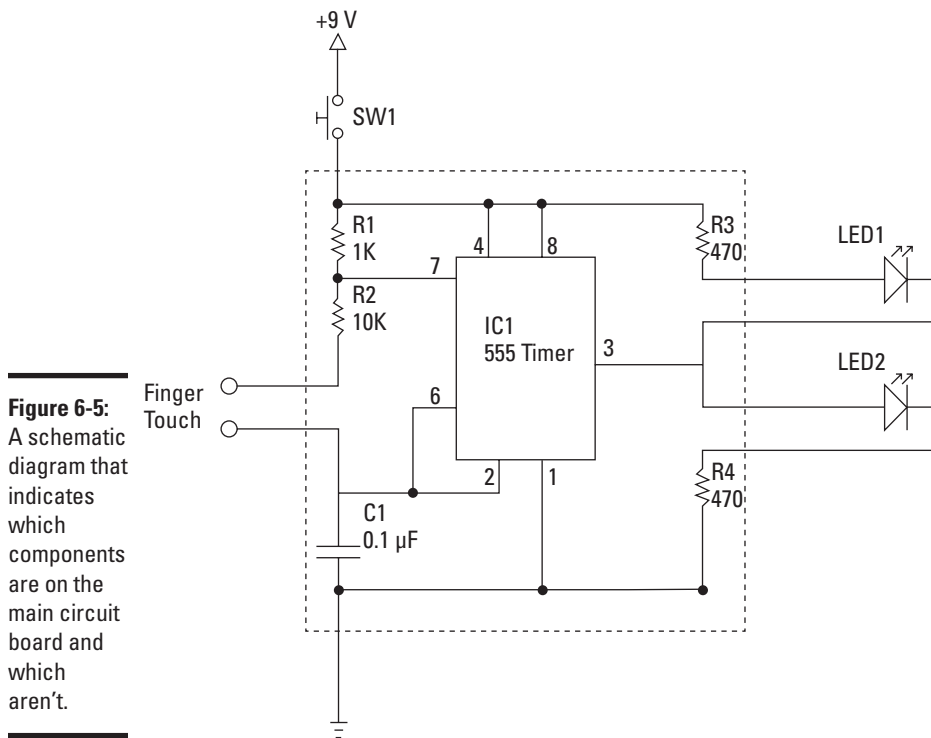 +9 V
SW1
R1
1K
R2
10K
4
8
7
R3
470
LED1
IC1
555 Timer
3
LED2
Finger
Touch
6
2
1
R4
470
C1
0.1 µF
Figure 6-5:
A schematic
diagram that
indicates
which
components
are on the
main circuit
board and
which
aren't.